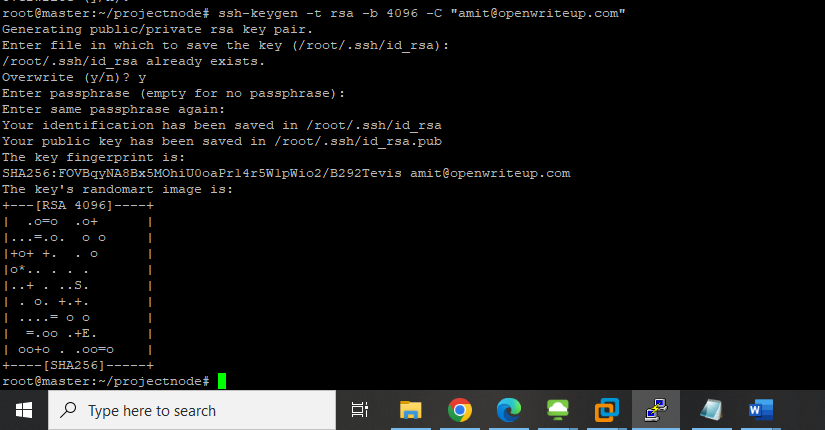 root@master:~/projectnode# ssh-keygen -t rsa -b 4096 -C "amit@openwriteup.com"
Generating public/private rsa key pair.
Enter file in which to save the key (/root/.ssh/id_rsa):
/root/.ssh/id_rsa already exists.
Overwrite (y/n)? y
Enter passphrase (empty for no passphrase):
Enter same passphrase again:
Your identification has been saved in /root/.ssh/id_rsa
Your public key has been saved in /root/.ssh/id_rsa.pub
The key fingerprint is:
SHA256:FOVBqyNA8Bx5MOhiU0oaPr14r5W1pWio2/B292Tevis amit@openwriteup.com
The key's randomart image is:
+---[RSA 4096]----+
|  .o=o  .o+      |
|...=.o.  o o     |
|+o+ +.  . o      |
|o*.. . . .       |
|..+ . ..S.       |
| . o. +.+.       |
| ....= o o       |
|  =.oo .+E.      |
| oo+o . .oo=o    |
+----[SHA256]-----+
root@master:~/projectnode#
Type here to search